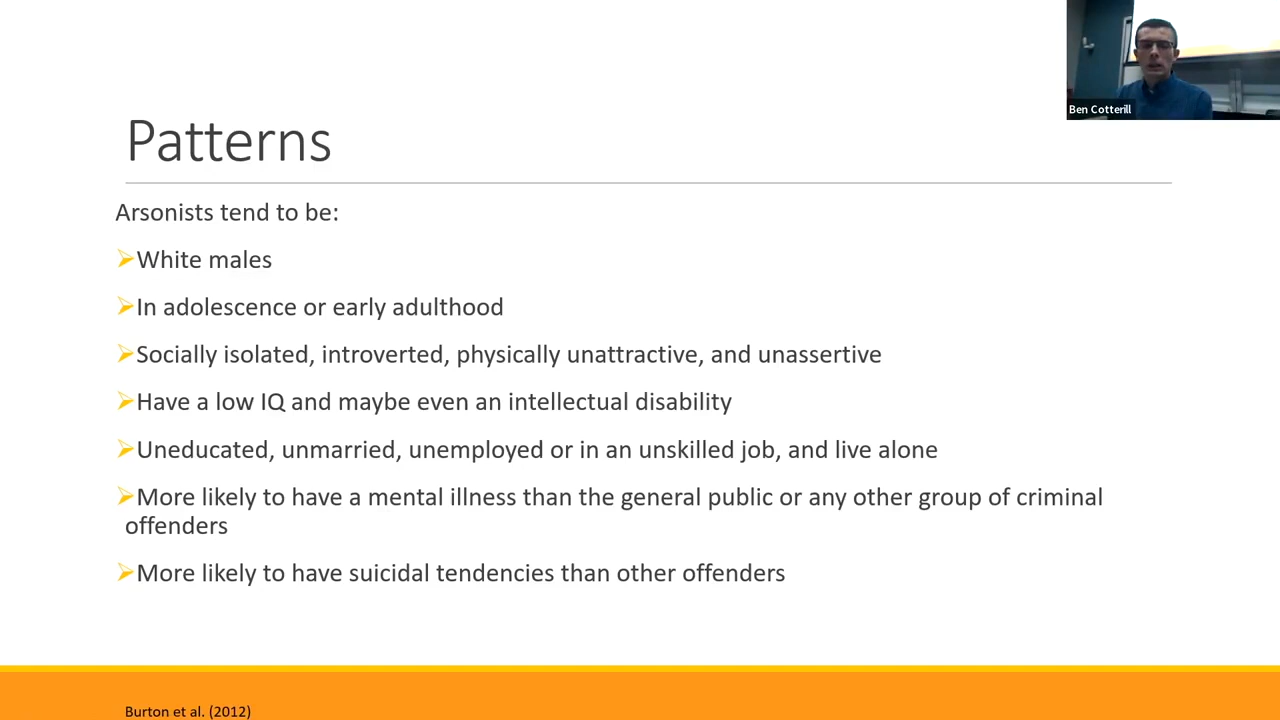 Ben Cotterill
Patterns
Arsonists tend to be:
➢White males
➢In adolescence or early adulthood
➢Socially isolated, introverted, physically unattractive, and unassertive
➢Have a low IQ and maybe even an intellectual disability
➢Uneducated, unmarried, unemployed or in an unskilled job, and live alone
➢More likely to have a mental illness than the general public or any other group of criminal
offenders
➢More likely to have suicidal tendencies than other offenders
Burton et al. (2012)